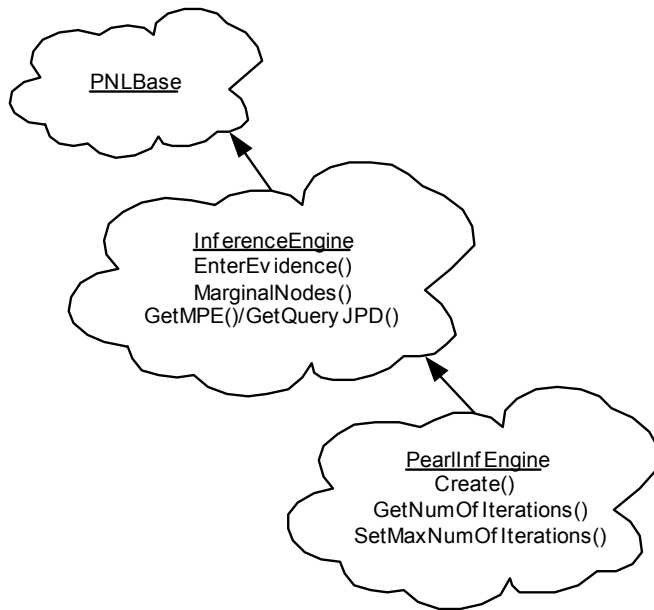 PNLBase
InferenceEngine
EnterEvidence()
MarginalNodes()
GetMPE()/GetQueryJPD()
PearlInfEngine
Create()
GetNumOfIterations()
SetMaxNumOfIterations()